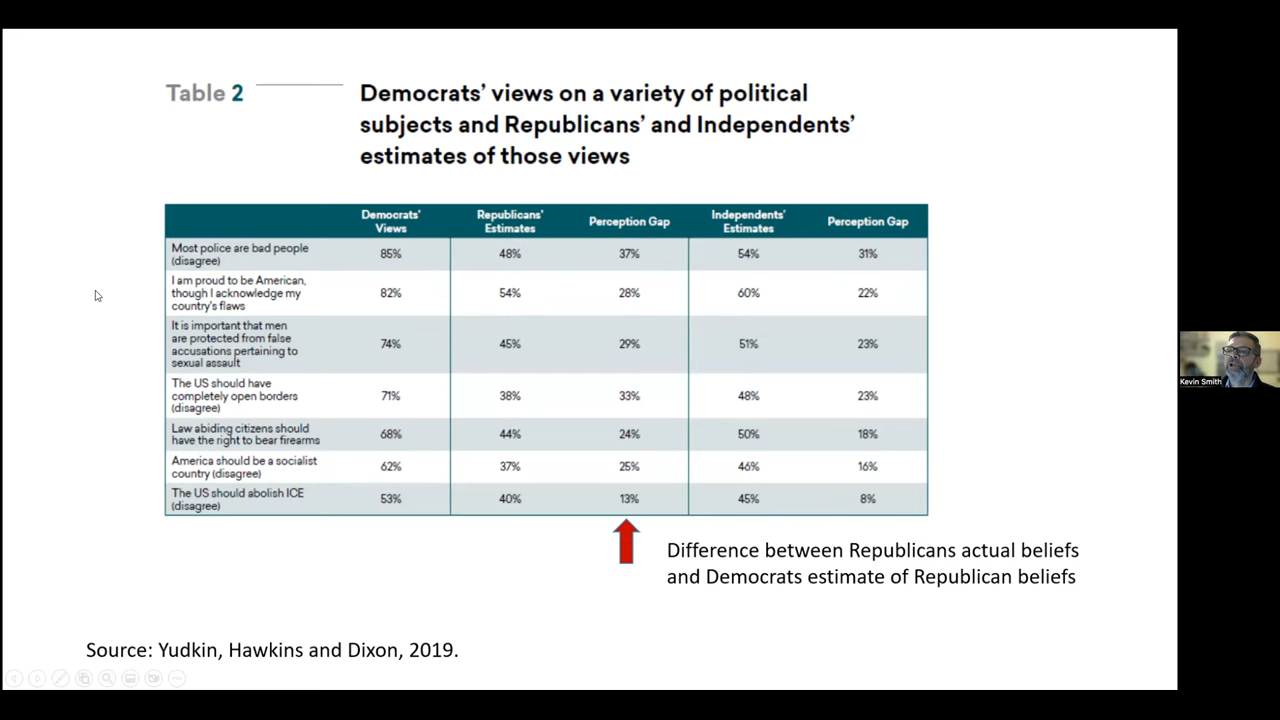 Table 2
Democrats' views on a variety of political
subjects and Republicans' and Independents'
estimates of those views
Democrats' Views Republicans' Estimates Perception Gap Independents' Estimates Perception Gap
Most police are bad people
(disagree)
85% 48% 37% 54% 31%
I am proud to be American,
though I acknowledge my
country's flaws
82% 54% 28% 60% 22%
It is important that men
are protected from false
accusations pertaining to
sexual assault
74% 45% 29% 51% 23%
The US should have
completely open borders
(disagree)
71% 38% 33% 48% 23%
Law abiding citizens should
have the right to bear firearms
68% 44% 24% 50% 18%
America should be a socialist
country (disagree)
62% 37% 25% 46% 16%
The US should abolish ICE
(disagree)
53% 40% 13% 45% 8%
Difference between Republicans actual beliefs
and Democrats estimate of Republican beliefs
Source: Yudkin, Hawkins and Dixon, 2019.
Kevin Smith